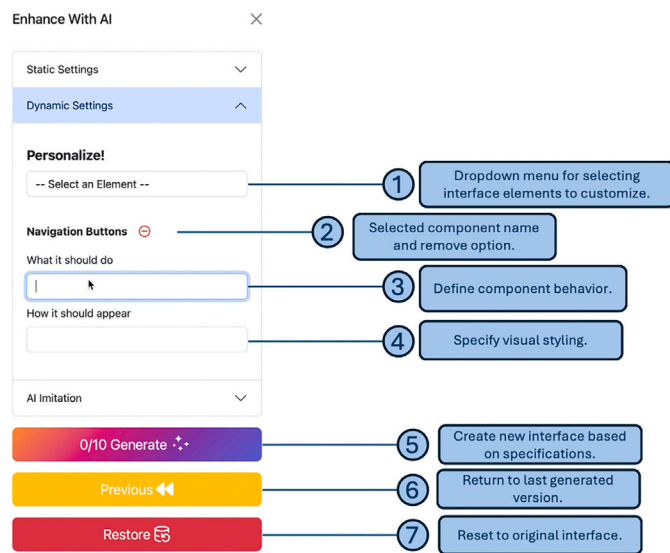 Enhance With AI
Static Settings
Dynamic Settings
Personalize!
-- Select an Element --
1
Dropdown menu for selecting
interface elements to customize.
Navigation Buttons
2
Selected component name
and remove option.
What it should do
3
Define component behavior.
How it should appear
4
Specify visual styling.
AI Imitation
0/10 Generate
5
Create new interface based
on specifications.
Previous
6
Return to last generated
version.
Restore
7
Reset to original interface.